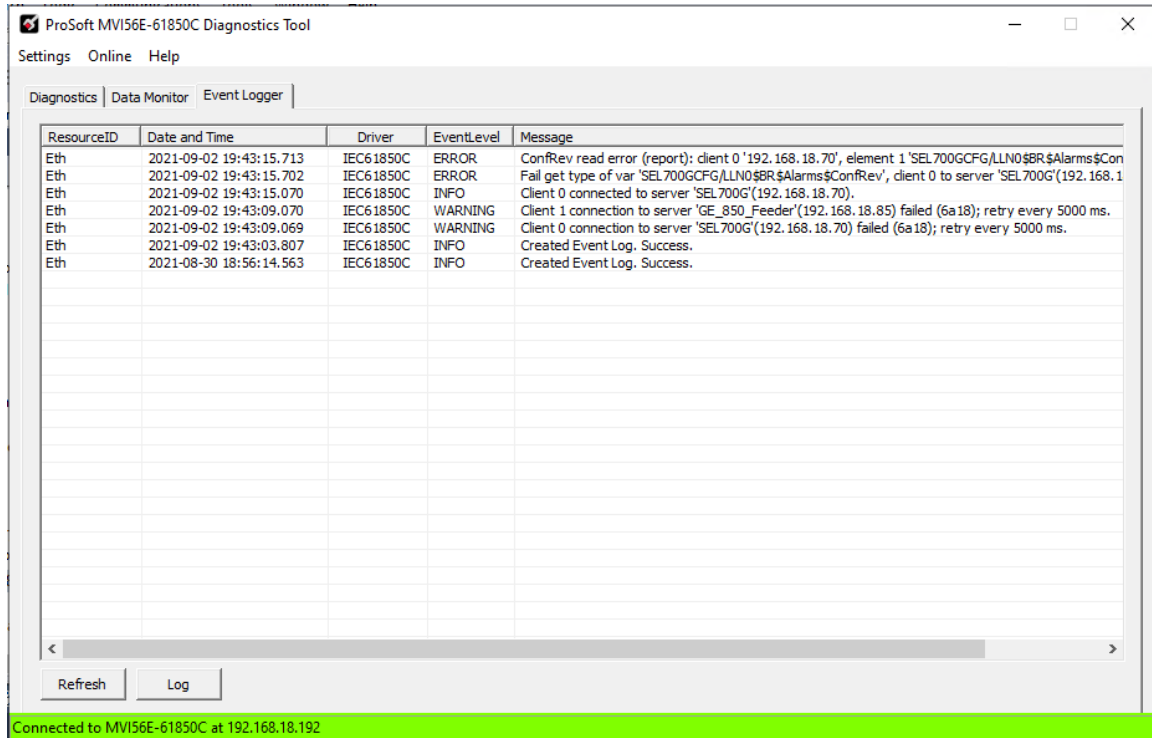 ProSoft MVI56E-61850C Diagnostics Tool
Settings Online Help
Diagnostics Data Monitor Event Logger
ResourceID Date and Time Driver EventLevel Message
Eth 2021-09-02 19:43:15.713 IEC61850C ERROR ConfRev read error (report): client 0 '192.168.18.70', element 1 'SEL700GCFG/LLN0$BR$Alarms$Con
Eth 2021-09-02 19:43:15.702 IEC61850C ERROR Fail get type of var 'SEL700GCFG/LLN0$BR$Alarms$ConfRev', client 0 to server 'SEL700G'(192.168.1
Eth 2021-09-02 19:43:15.070 IEC61850C INFO Client 0 connected to server 'SEL700G'(192.168.18.70).
Eth 2021-09-02 19:43:09.070 IEC61850C WARNING Client 1 connection to server 'GE_850_Feeder'(192.168.18.85) failed (6a18); retry every 5000 ms.
Eth 2021-09-02 19:43:09.069 IEC61850C WARNING Client 0 connection to server 'SEL700G'(192.168.18.70) failed (6a18); retry every 5000 ms.
Eth 2021-09-02 19:43:03.807 IEC61850C INFO Created Event Log. Success.
Eth 2021-08-30 18:56:14.563 IEC61850C INFO Created Event Log. Success.
Refresh Log
Connected to MVI56E-61850C at 192.168.18.192